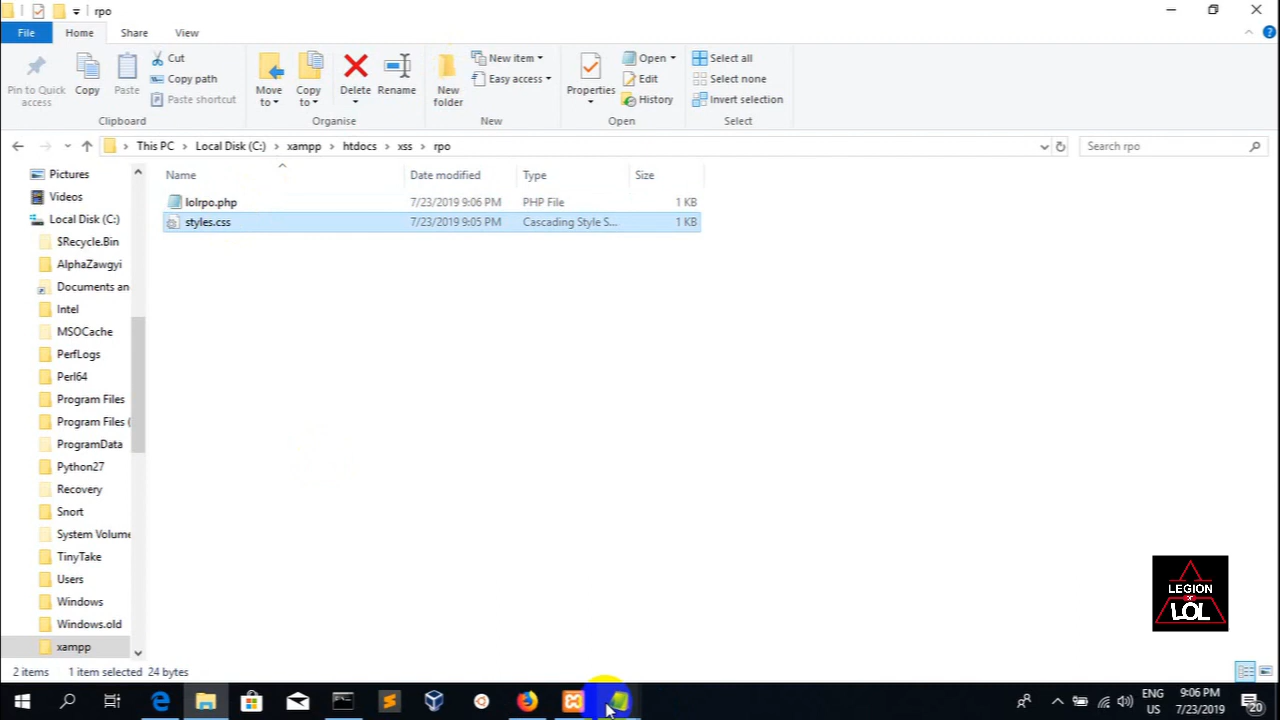 rpo
File Home Share View
Pin to Quick access
Copy
Paste
Cut
Copy path
Paste shortcut
Clipboard
Move to
Copy to
Delete
Rename
Organise
New folder
New item
Easy access
New
Properties
Open
Edit
History
Open
Select all
Select none
Invert selection
Select
This PC › Local Disk (C:) › xampp › htdocs › xss › rpo
Search rpo
Pictures
Videos
Local Disk (C:)
$Recycle.Bin
AlphaZawgyi
Documents an
Intel
MSOCache
PerfLogs
Perl64
Program Files
Program Files (
ProgramData
Python27
Recovery
Snort
System Volume
TinyTake
Users
Windows
Windows.old
xampp
Name Date modified Type Size
lolrpo.php 7/23/2019 9:06 PM PHP File 1 KB
styles.css 7/23/2019 9:05 PM Cascading Style S... 1 KB
LEGION
OF
LOL
2 items 1 item selected 24 bytes
ENG
US
9:06 PM
7/23/2019
20